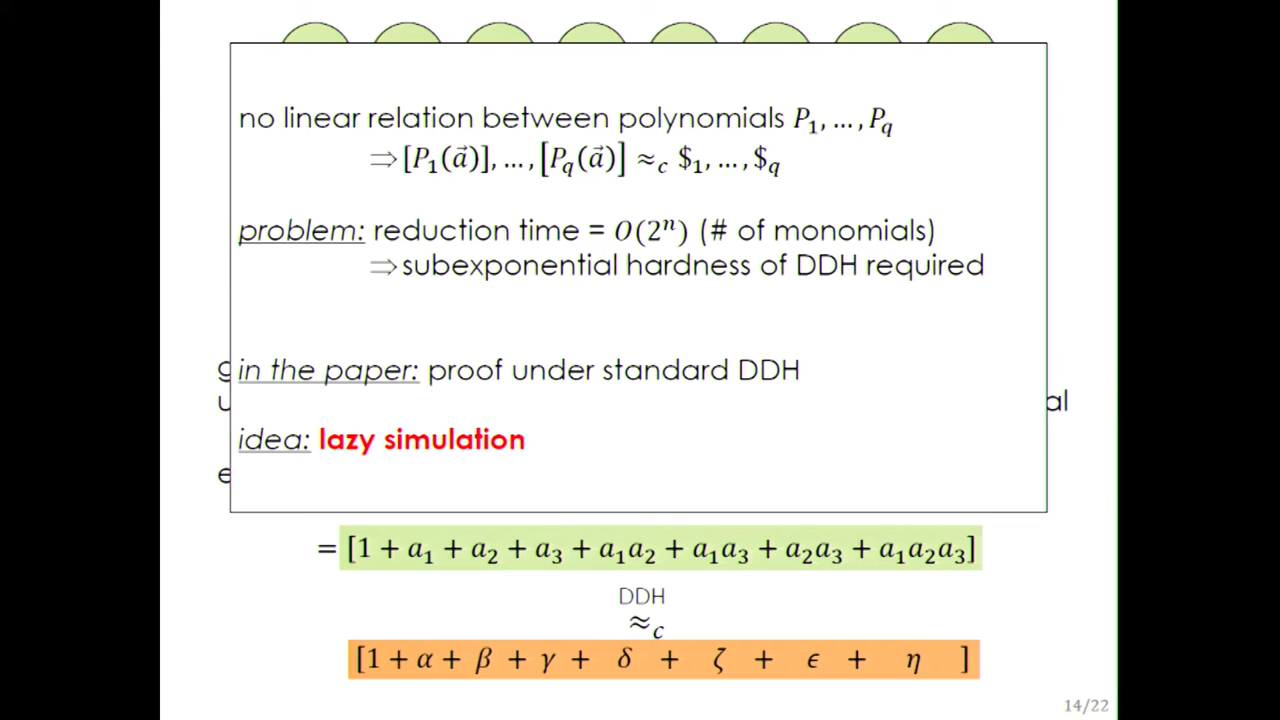 no linear relation between polynomials P₁, …, P_q
⇒ [P₁(a⃗)], …, [P_q(a⃗)] ≈_c $₁, …, $_q
problem: reduction time = O(2ⁿ) (# of monomials)
⇒ subexponential hardness of DDH required
in the paper: proof under standard DDH
idea: lazy simulation
= [1 + a₁ + a₂ + a₃ + a₁a₂ + a₁a₃ + a₂a₃ + a₁a₂a₃]
DDH
≈_c
[1 + α + β + γ + δ + ζ + ϵ + η ]
14/22